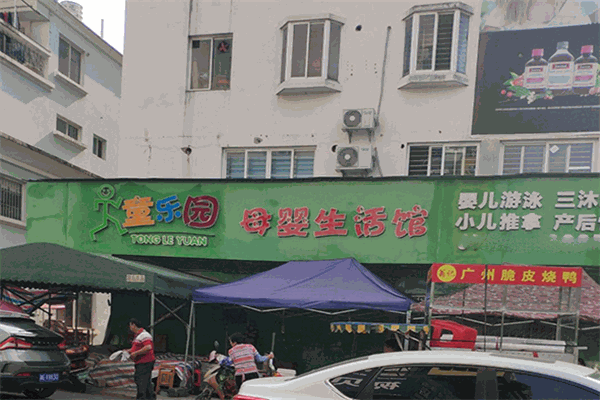 童乐园
TONG LE YUAN
母婴生活馆
婴儿游泳 三沐
小儿推拿 产后
广州脆皮烧鸭